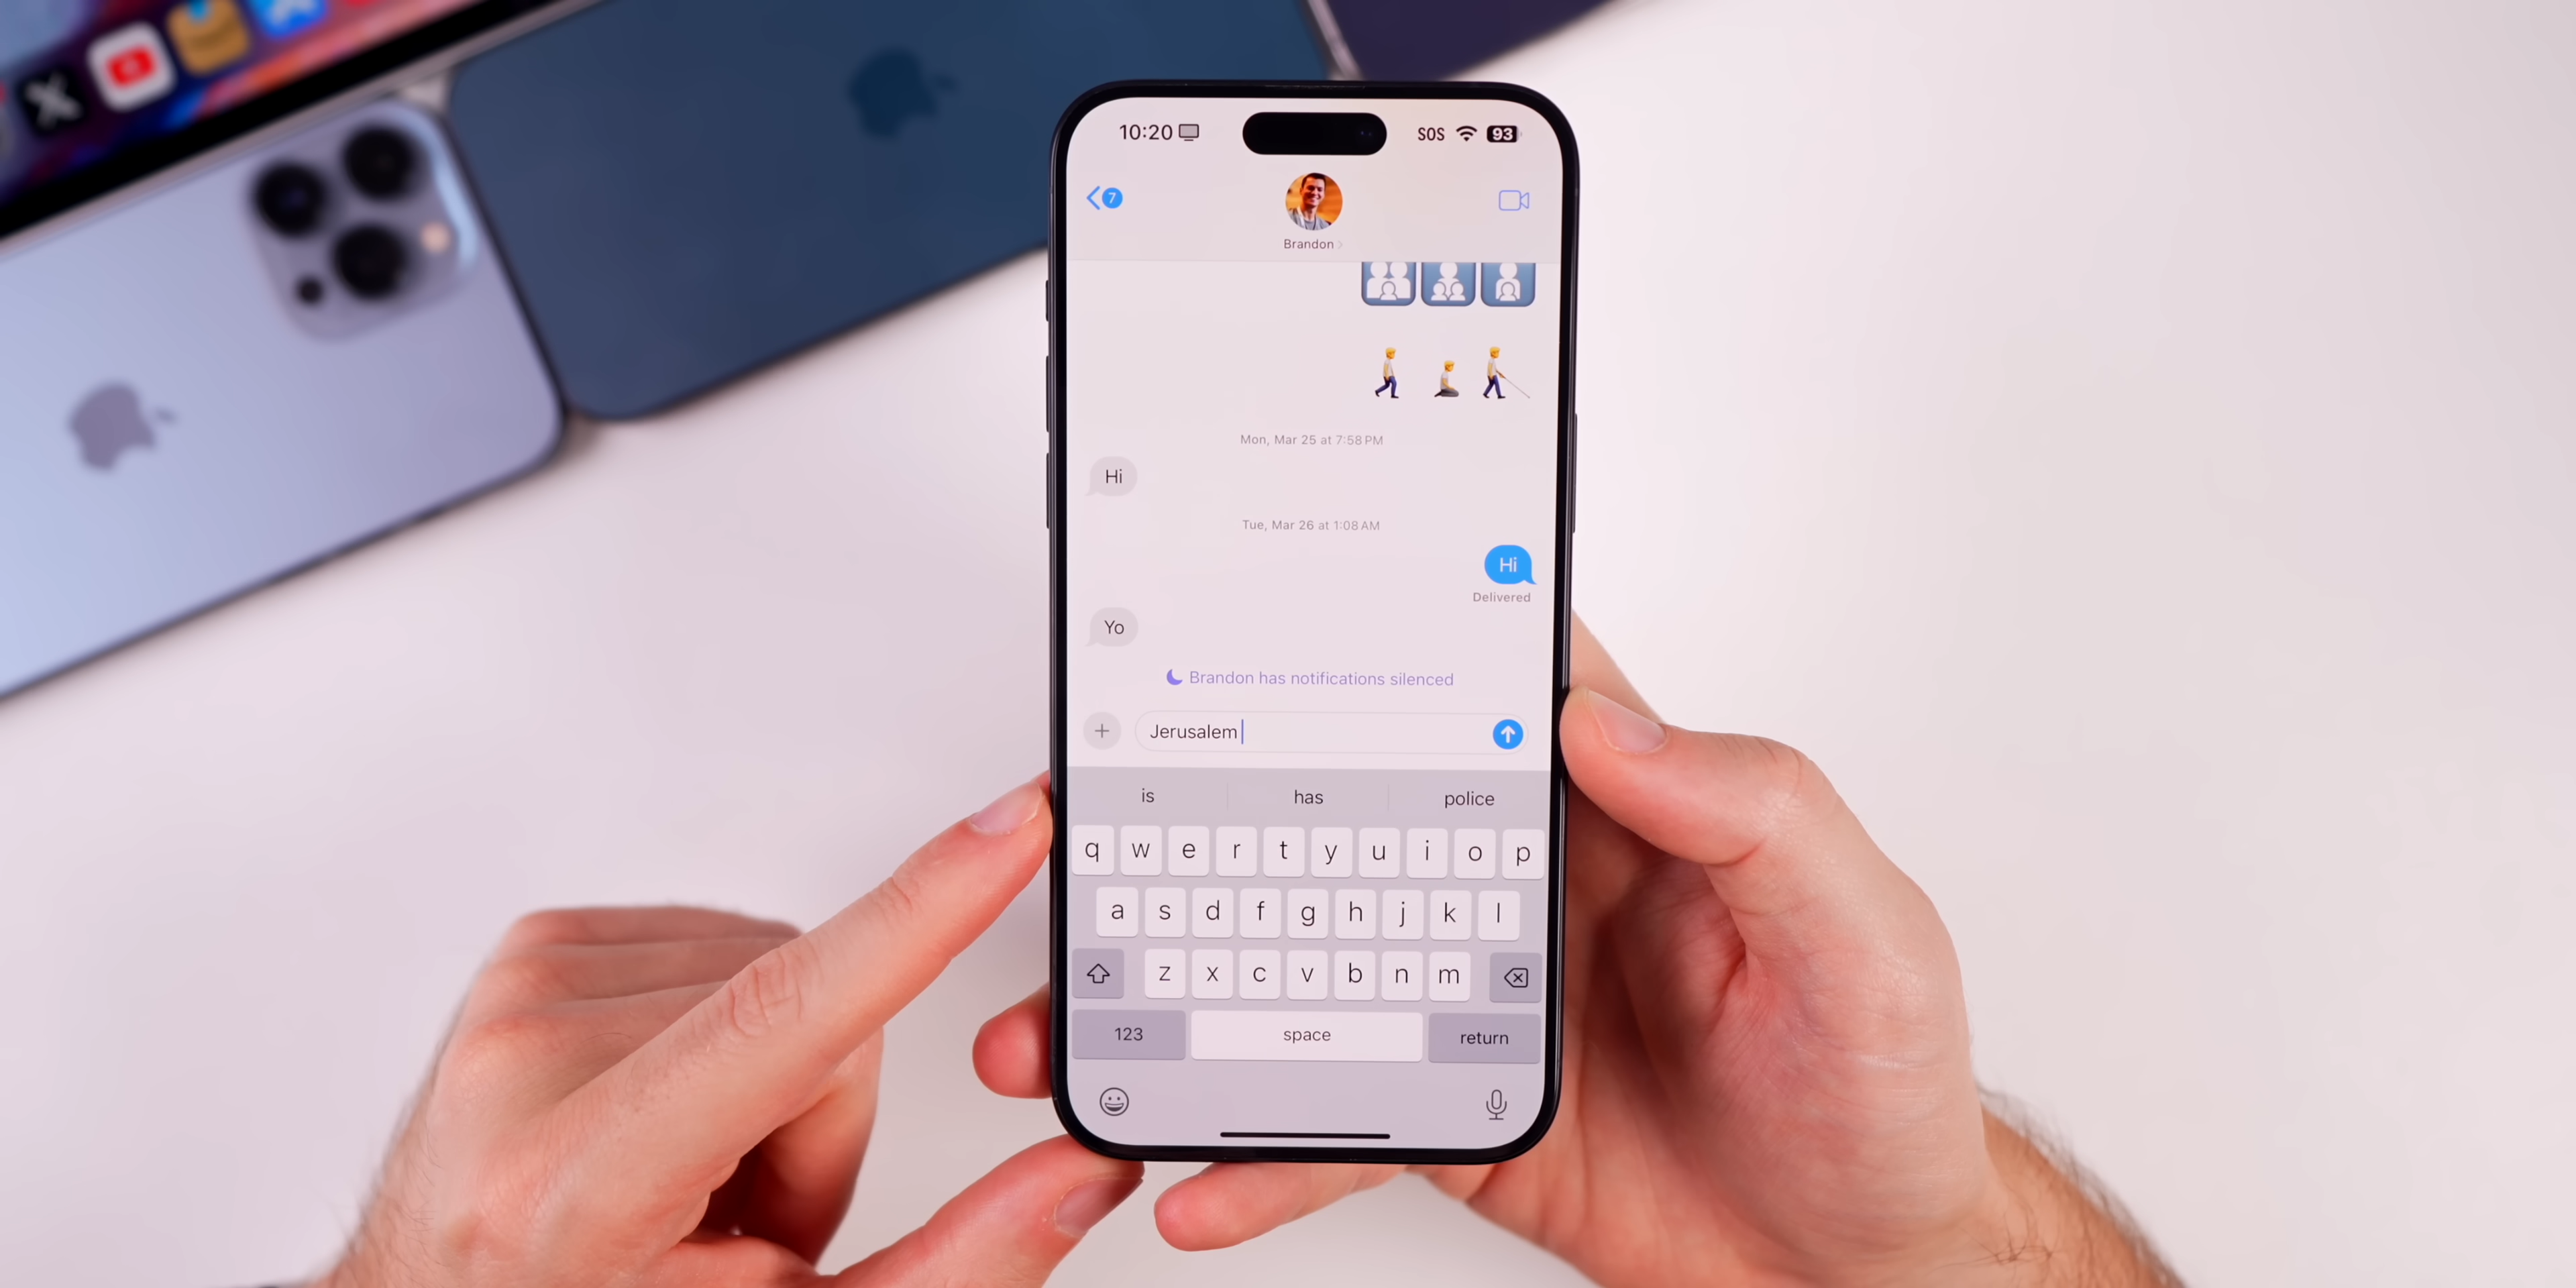 10:20
SOS 93
7
Brandon
Mon, Mar 25 at 7:58 PM
Hi
Tue, Mar 26 at 1:08 AM
Hi
Delivered
Yo
Brandon has notifications silenced
Jerusalem
is has police
q w e r t y u i o p
a s d f g h j k l
z x c v b n m
123 space return